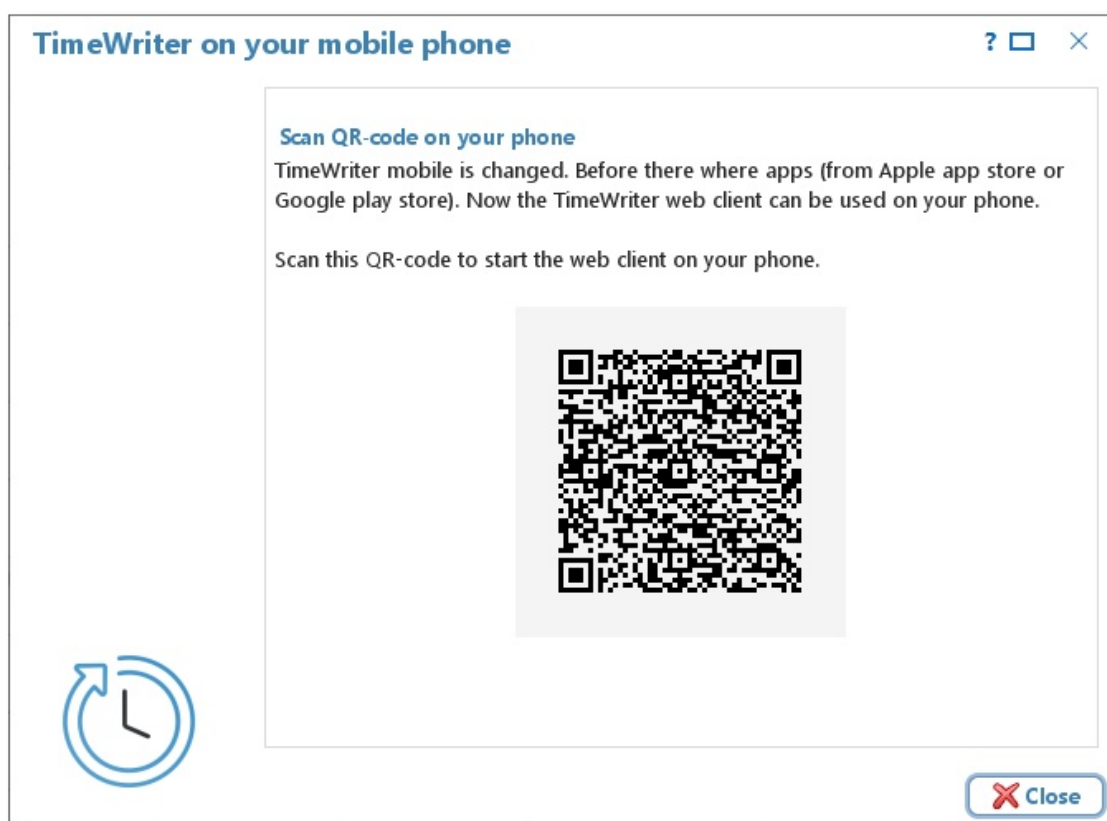 TimeWriter on your mobile phone
?
Scan QR-code on your phone
TimeWriter mobile is changed. Before there where apps (from Apple app store or
Google play store). Now the TimeWriter web client can be used on your phone.
Scan this QR-code to start the web client on your phone.
Close